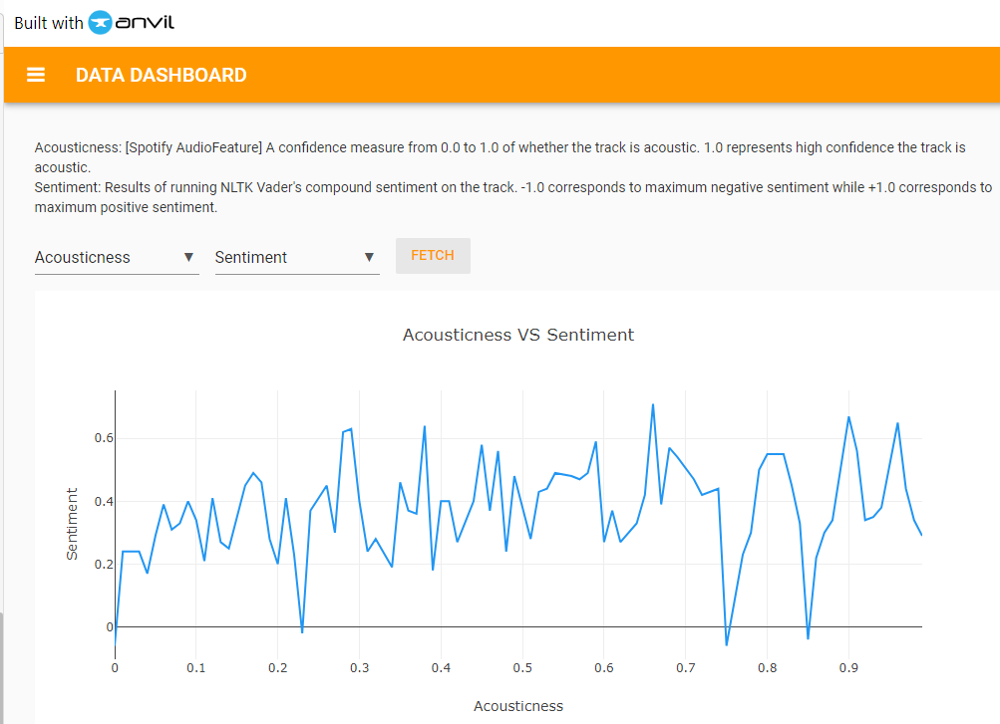 Built with anvil
DATA DASHBOARD
Acousticness: [Spotify AudioFeature] A confidence measure from 0.0 to 1.0 of whether the track is acoustic. 1.0 represents high confidence the track is
acoustic.
Sentiment: Results of running NLTK Vader's compound sentiment on the track. -1.0 corresponds to maximum negative sentiment while +1.0 corresponds to
maximum positive sentiment.
Acousticness ▼ Sentiment ▼ FETCH
Acousticness VS Sentiment
0.6
0.4
Sentiment
0.2
0
0 0.1 0.2 0.3 0.4 0.5 0.6 0.7 0.8 0.9
Acousticness